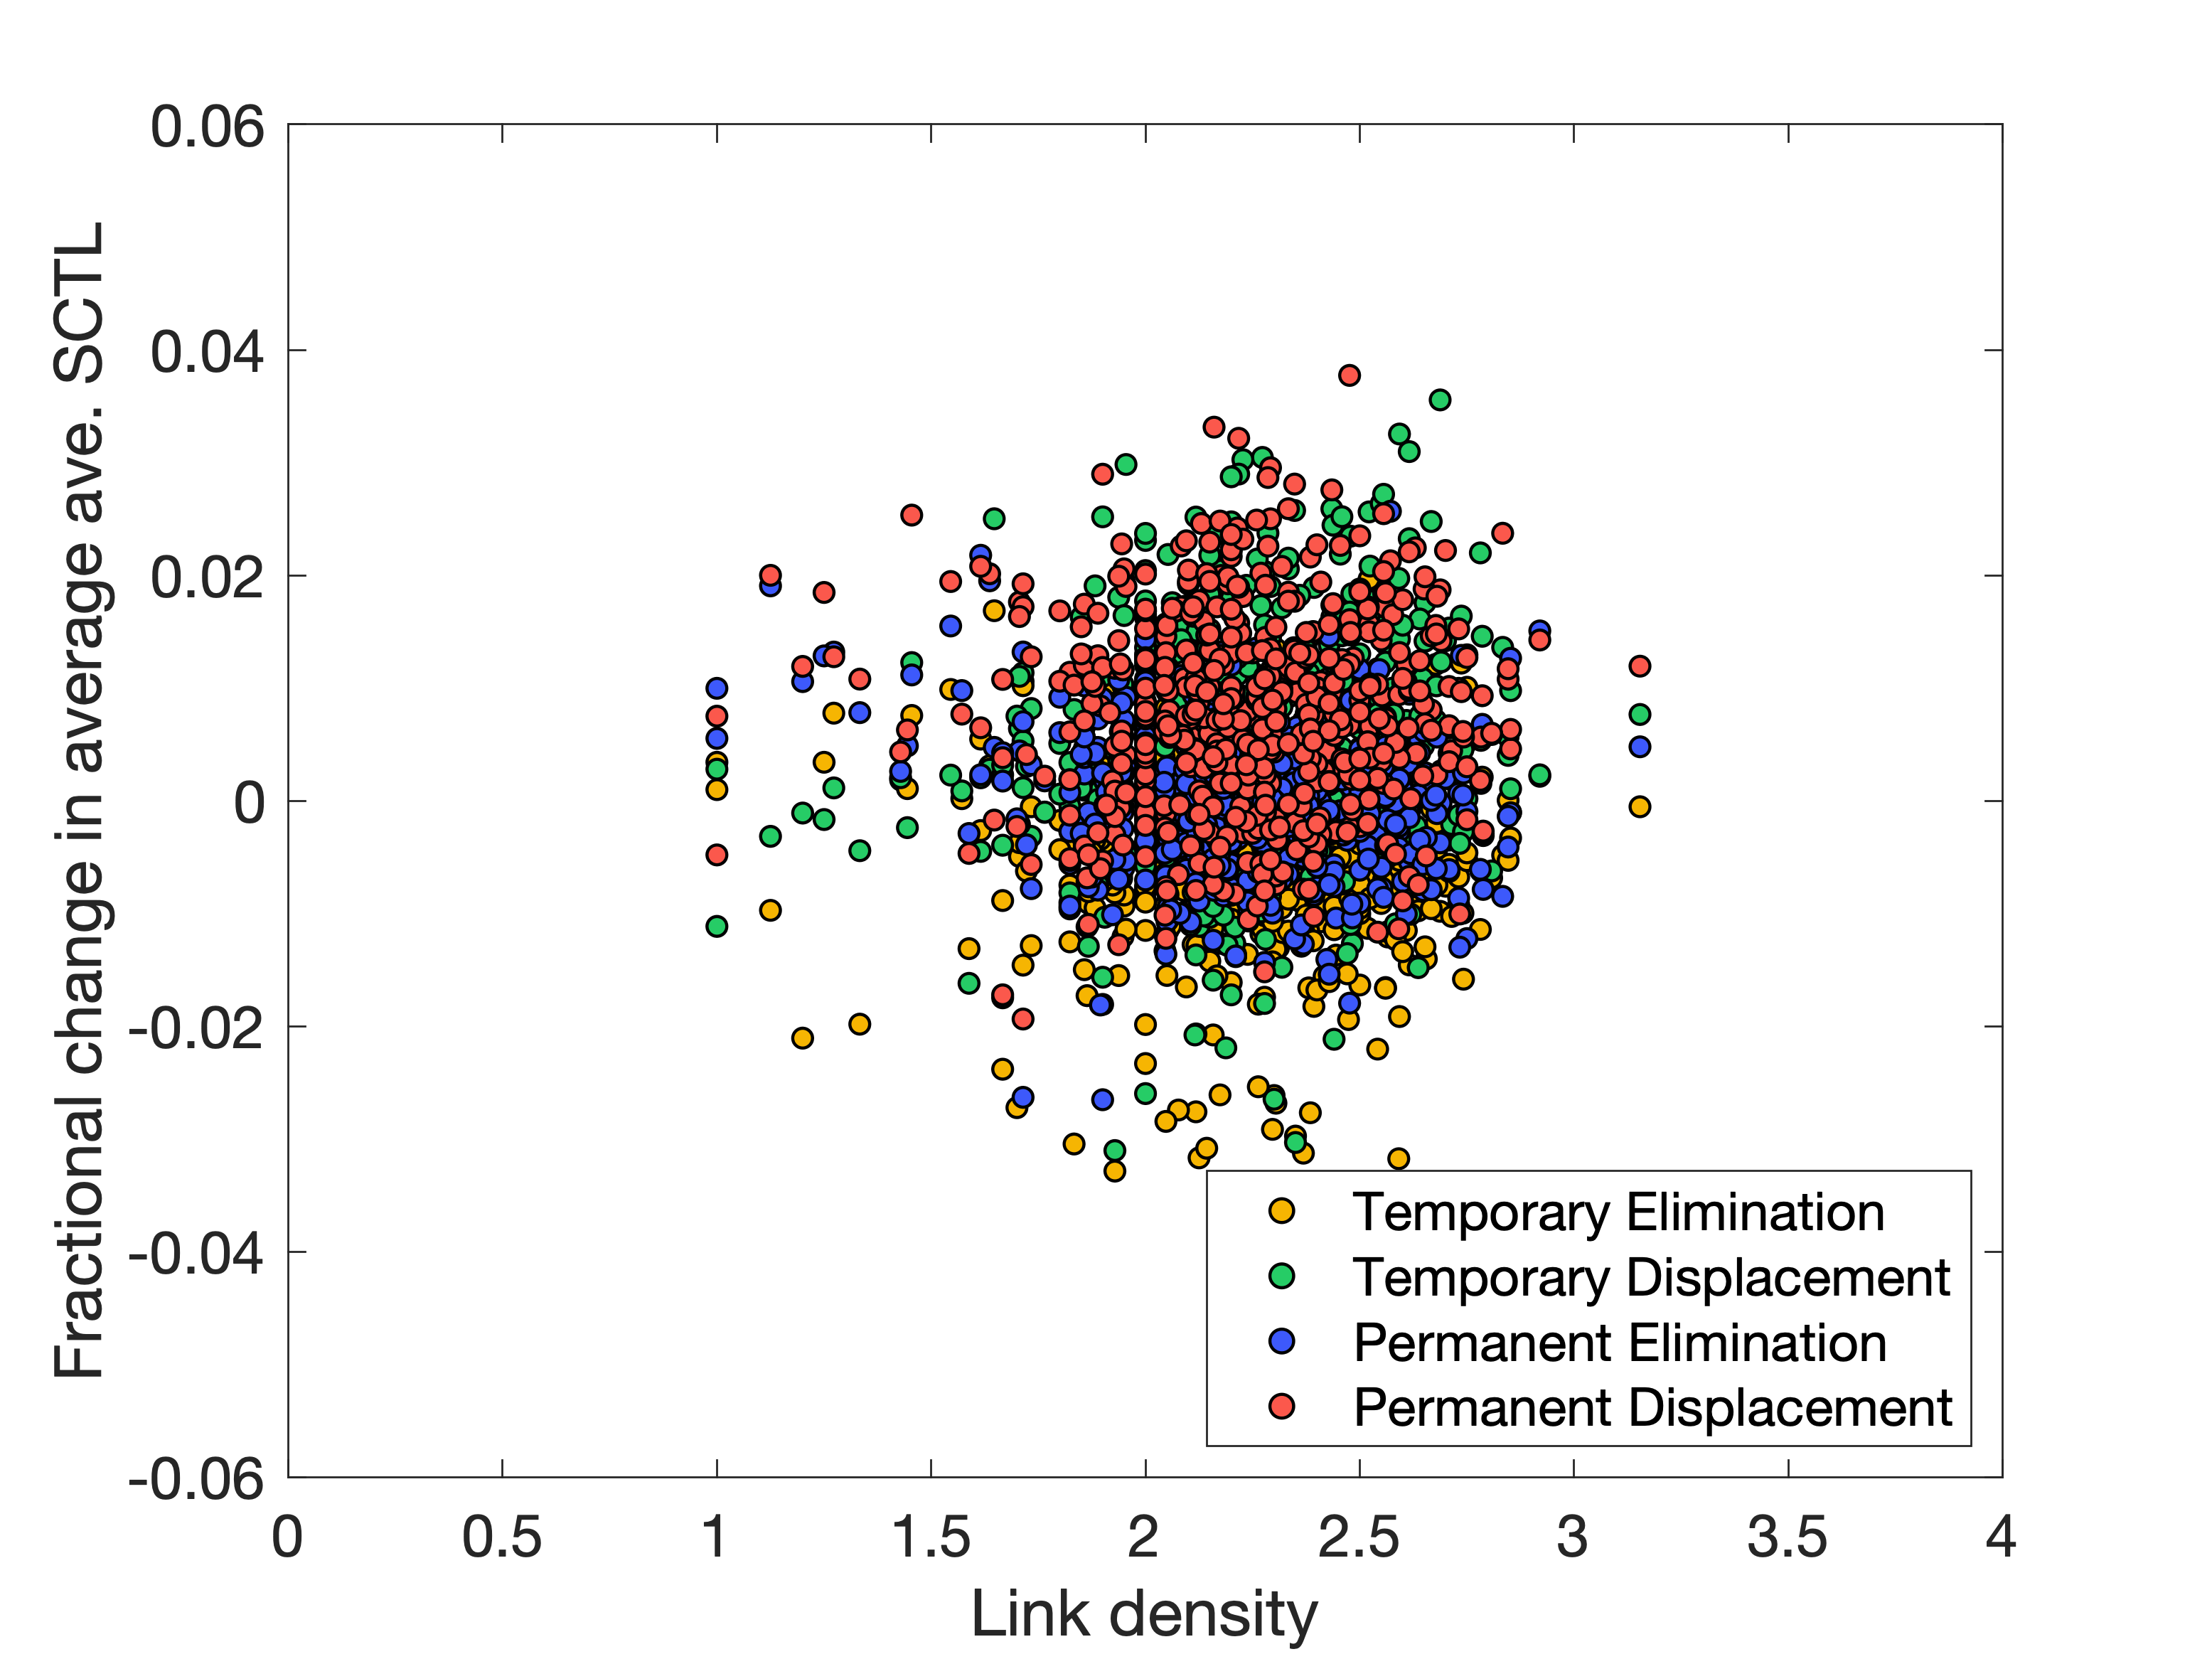 Fractional change in average ave. SCTL
0.06
0.04
0.02
0
-0.02
-0.04
-0.06
0 0.5 1 1.5 2 2.5 3 3.5 4
Link density
Temporary Elimination
Temporary Displacement
Permanent Elimination
Permanent Displacement